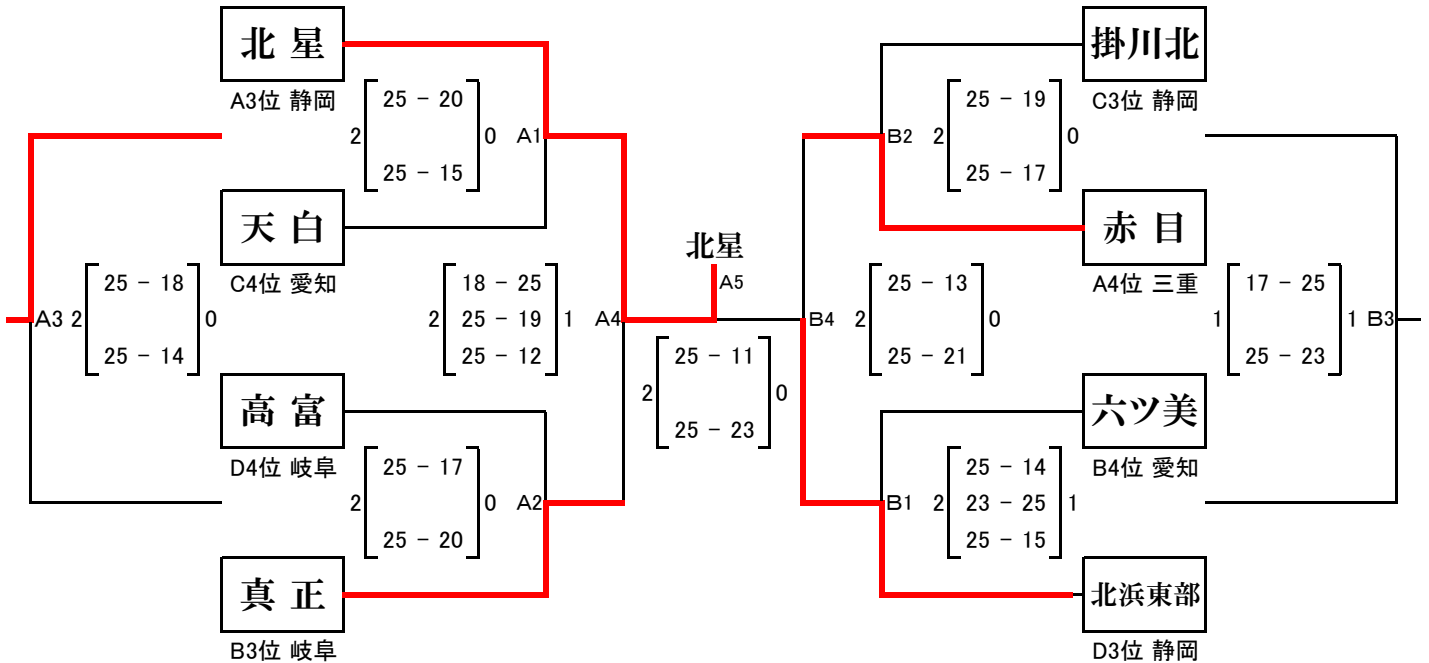 北 星
A3位 静岡
25 - 20
2 0 A1
25 - 15
天 白
C4位 愛知
25 - 18
A3 2 0
25 - 14
18 - 25
2 25 - 19 1 A4
25 - 12
高 富
D4位 岐阜
25 - 17
2 0 A2
25 - 20
真 正
B3位 岐阜
北星
A5
25 - 11
2 0
25 - 23
掛川北
C3位 静岡
25 - 19
B2 2 0
25 - 17
赤 目
A4位 三重
25 - 13
B4 2 0
25 - 21
17 - 25
1 1 B3
25 - 23
六ツ美
B4位 愛知
25 - 14
B1 2 23 - 25 1
25 - 15
北浜東部
D3位 静岡